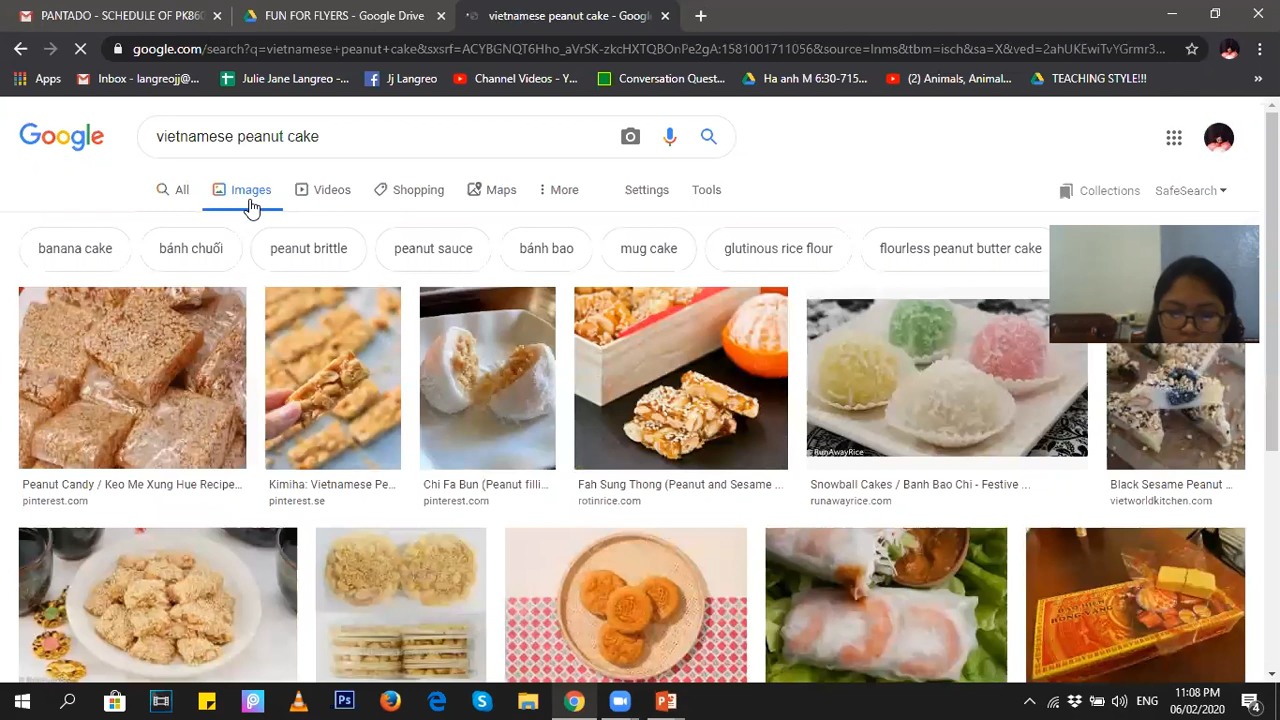 PANTADO - SCHEDULE OF PK860
FUN FOR FLYERS - Google Drive
vietnamese peanut cake - Google
google.com/search?q=vietnamese+peanut+cake&sxsrf=ACYBGNQT6Hho_aVrSK-zkcHXTQBOnPe2gA:1581001711056&source=lnms&tbm=isch&sa=X&ved=2ahUKEwiTvYGrmr3...
Apps
Inbox - langreojj@...
Julie Jane Langreo -...
Jj Langreo
Channel Videos - Y...
Conversation Quest...
Ha anh M 6:30-715...
(2) Animals, Animal...
TEACHING STYLE!!!
»
Google
vietnamese peanut cake
All
Images
Videos
Shopping
Maps
More
Settings
Tools
Collections
SafeSearch
banana cake
bánh chuối
peanut brittle
peanut sauce
bánh bao
mug cake
glutinous rice flour
flourless peanut butter cake
©RunAwayRice
Peanut Candy / Keo Me Xung Hue Recipe...
pinterest.com
Kimiha: Vietnamese Pe...
pinterest.se
Chi Fa Bun (Peanut filli...
pinterest.com
Fah Sung Thong (Peanut and Sesame ...
rotinrice.com
Snowball Cakes / Banh Bao Chi - Festive ...
runawayrice.com
Black Sesame Peanut ...
vietworldkitchen.com
ENG
11:08 PM
06/02/2020
4